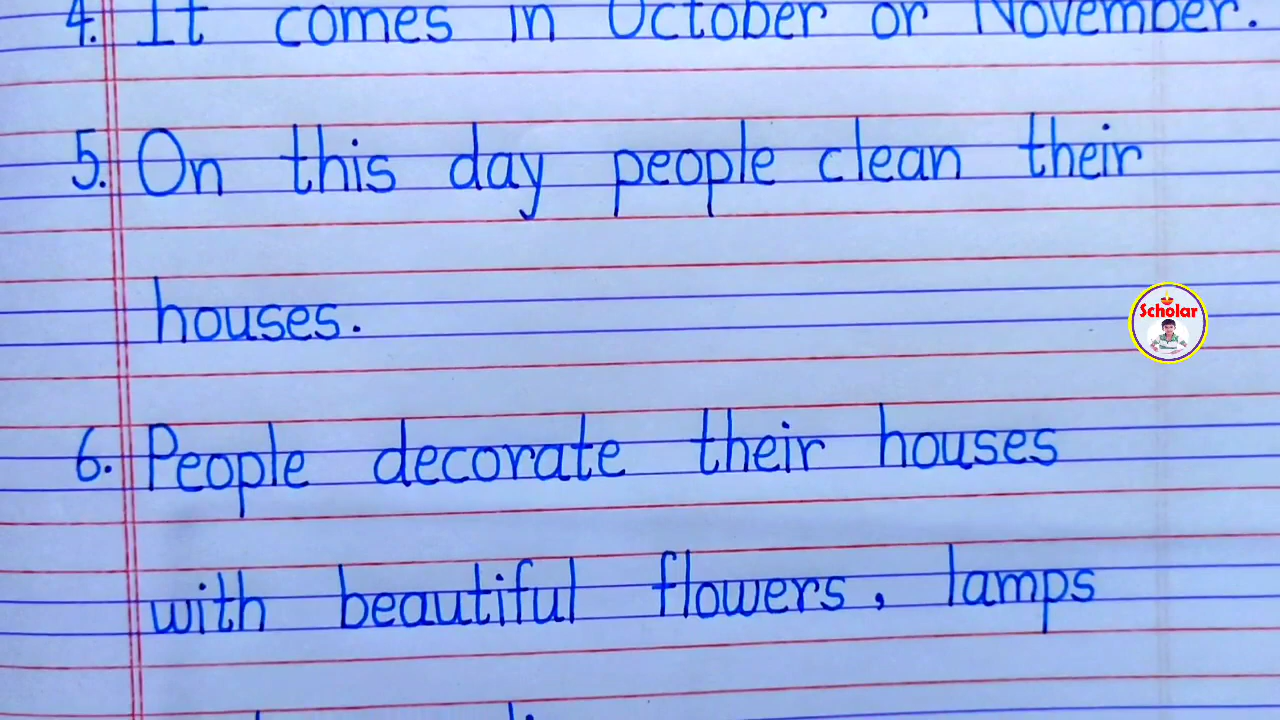 4. It comes in October or November.
5. On this day people clean their
houses.
Scholar
6. People decorate their houses
with beautiful flowers, lamps